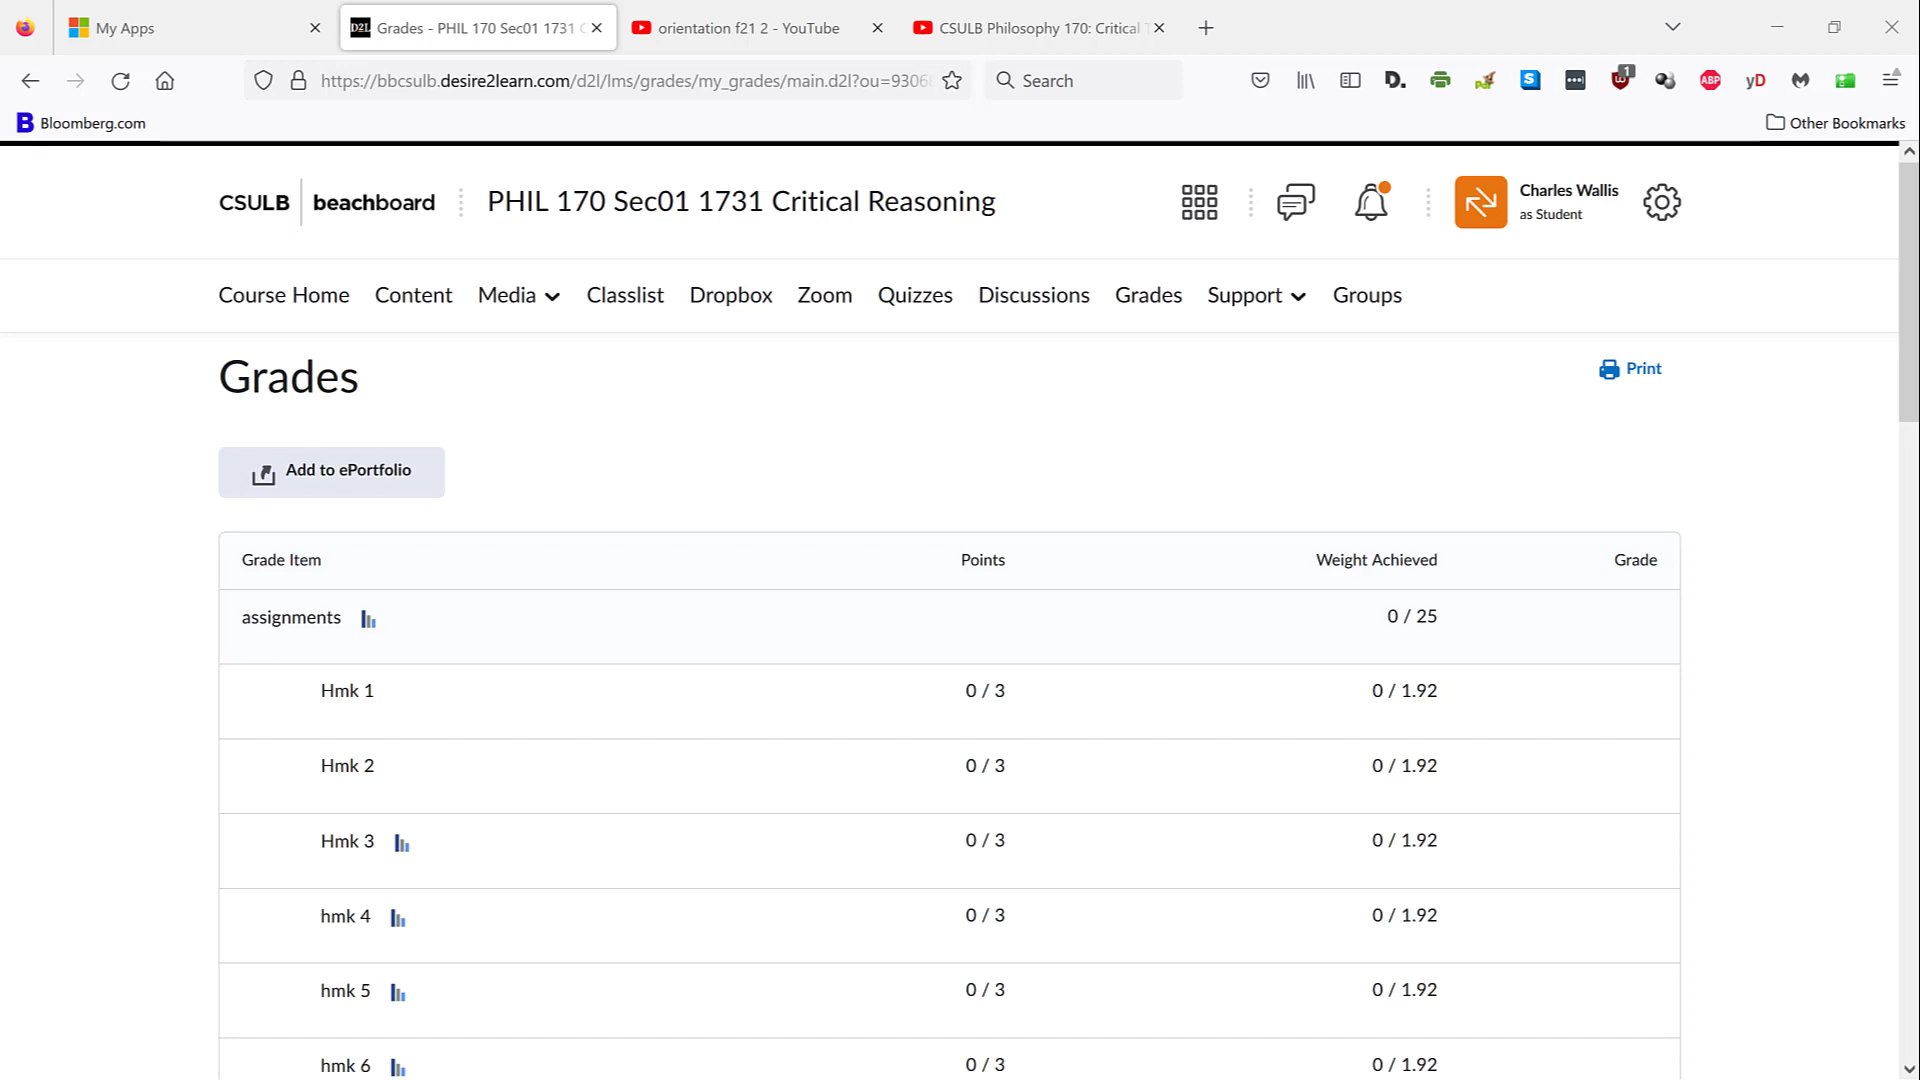 My Apps
D2L Grades - PHIL 170 Sec01 1731 C
orientation f21 2 - YouTube
CSULB Philosophy 170: Critical T
https://bbcsulb.desire2learn.com/d2l/lms/grades/my_grades/main.d2l?ou=9306
Search
D.
S
1
ABP
yD
B Bloomberg.com
Other Bookmarks
CSULB beachboard
PHIL 170 Sec01 1731 Critical Reasoning
Charles Wallis
as Student
Course Home Content Media Classlist Dropbox Zoom Quizzes Discussions Grades Support Groups
Grades
Print
Add to ePortfolio
Grade Item Points Weight Achieved Grade
assignments 0 / 25
Hmk 1 0 / 3 0 / 1.92
Hmk 2 0 / 3 0 / 1.92
Hmk 3 0 / 3 0 / 1.92
hmk 4 0 / 3 0 / 1.92
hmk 5 0 / 3 0 / 1.92
hmk 6 0 / 3 0 / 1.92